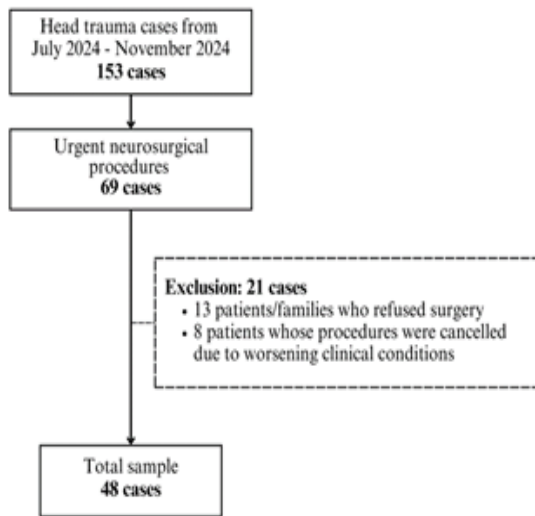 Head trauma cases from
July 2024 - November 2024
153 cases
Urgent neurosurgical
procedures
69 cases
Exclusion: 21 cases
• 13 patients/families who refused surgery
• 8 patients whose procedures were cancelled
due to worsening clinical conditions
Total sample
48 cases